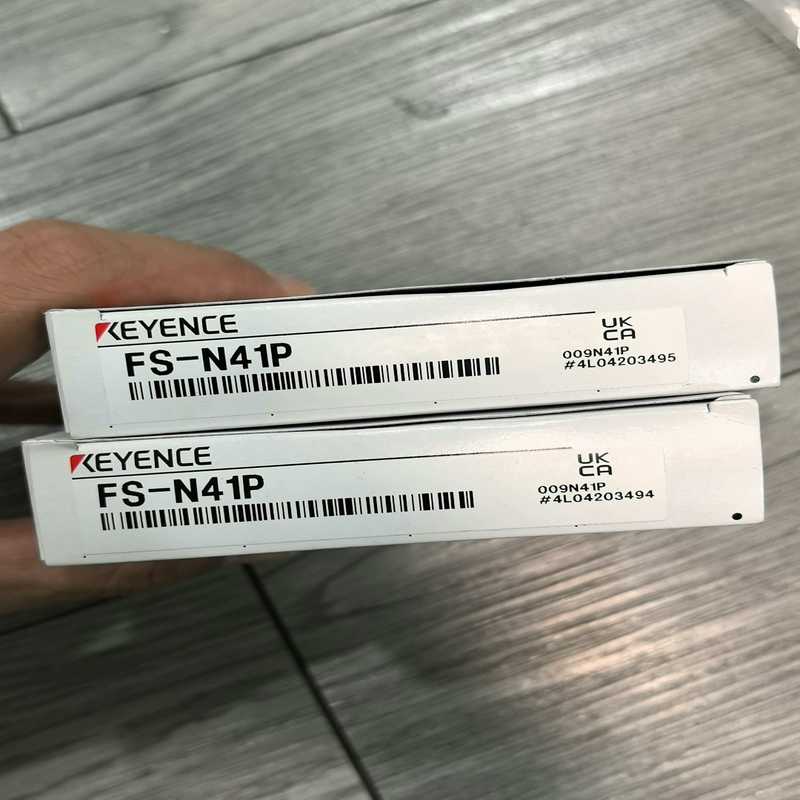 KEYENCE
FS-N41P
UK
CA
009N41P
#4L04203495
KEYENCE
FS-N41P
UK
CA
009N41P
#4L04203494